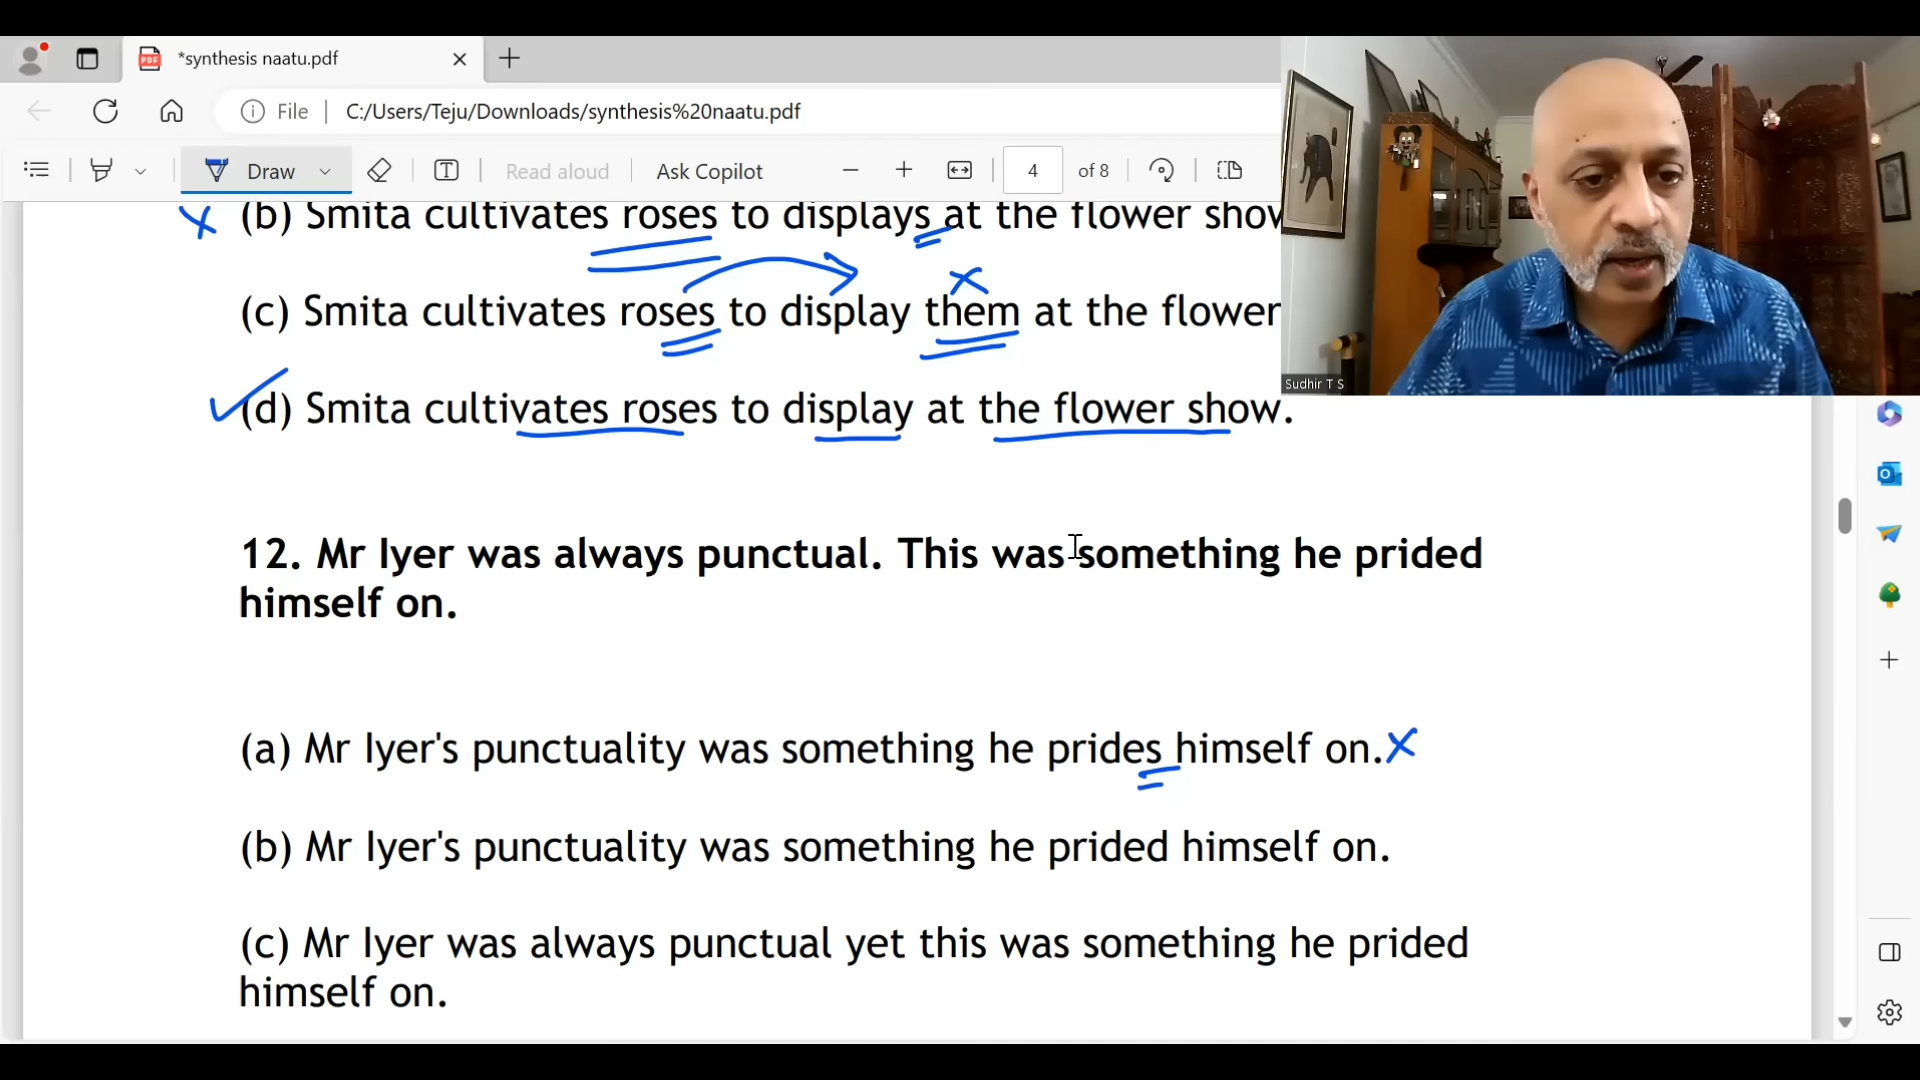 *synthesis naatu.pdf
File C:/Users/Teju/Downloads/synthesis%20naatu.pdf
Draw Read aloud Ask Copilot 4 of 8
(b) Smita cultivates roses to displays at the flower show
(c) Smita cultivates roses to display them at the flower
(d) Smita cultivates roses to display at the flower show.
Sudhir T S
12. Mr Iyer was always punctual. This was something he prided
himself on.
(a) Mr Iyer's punctuality was something he prides himself on.
(b) Mr Iyer's punctuality was something he prided himself on.
(c) Mr Iyer was always punctual yet this was something he prided
himself on.